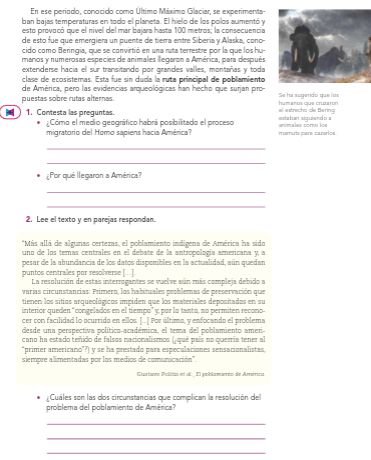 En ese periodo, conocido como Último Máximo Glaciar, se experimenta-
ban bajas temperaturas en todo el planeta. El hielo de los polos aumentó y
esto provocó que el nivel del mar bajara hasta 100 metros; la consecuencia
de esto fue que emergiera un puente de tierra entre Siberia y Alaska, cono-
cido como Beringia, que se convirtió en una ruta terrestre por la que los hu-
manos y numerosas especies de animales llegaron a América, para después
extenderse hacia el sur transitando por grandes valles, montañas y toda
clase de ecosistemas. Esta fue sin duda la ruta principal de poblamiento
de América, pero las evidencias arqueológicas han hecho que surjan pro-
puestas sobre rutas alternas.
Se ha sugerido que los
humanos que cruzaron
el estrecho de Bering
estaban siguiendo a
animales como los
mamuts para cazarlos.
1. Contesta las preguntas.
• ¿Cómo el medio geográfico habrá posibilitado el proceso
migratorio del Homo sapiens hacia América?
• ¿Por qué llegaron a América?
2. Lee el texto y en parejas respondan.
"Más allá de algunas certezas, el poblamiento indígena de América ha sido
uno de los temas centrales en el debate de la antropología americana y, a
pesar de la abundancia de los datos disponibles en la actualidad, aún quedan
puntos centrales por resolverse [...].
La resolución de estas interrogantes se vuelve aún más compleja debido a
varias circunstancias: Primero, los habituales problemas de preservación que
tienen los sitios arqueológicos impiden que los materiales depositados en su
interior queden "congelados en el tiempo" y, por lo tanto, no permiten recono-
cer con facilidad lo ocurrido en ellos. [...] Por último, y enfocando el problema
desde una perspectiva político-académica, el tema del poblamiento ameri-
cano ha estado teñido de falsos nacionalismos (¿qué país no querría tener al
"primer americano"?) y se ha prestado para especulaciones sensacionalistas,
siempre alimentadas por los medios de comunicación".
Gustavo Politis et al., El poblamiento de América.
• ¿Cuáles son las dos circunstancias que complican la resolución del
problema del poblamiento de América?